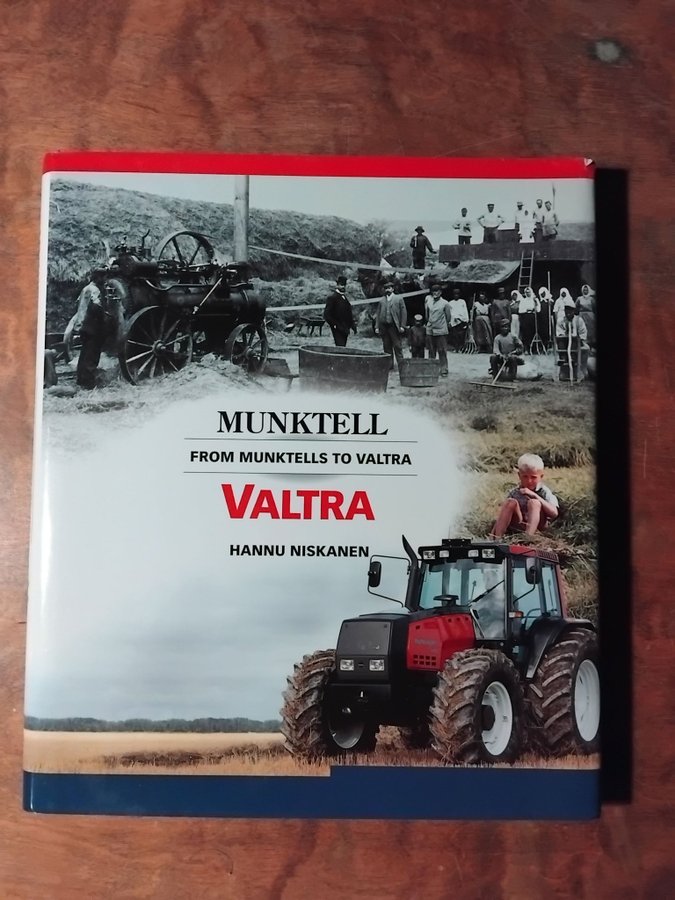 MUNKTELL
FROM MUNKTELLS TO VALTRA
VALTRA
HANNU NISKANEN